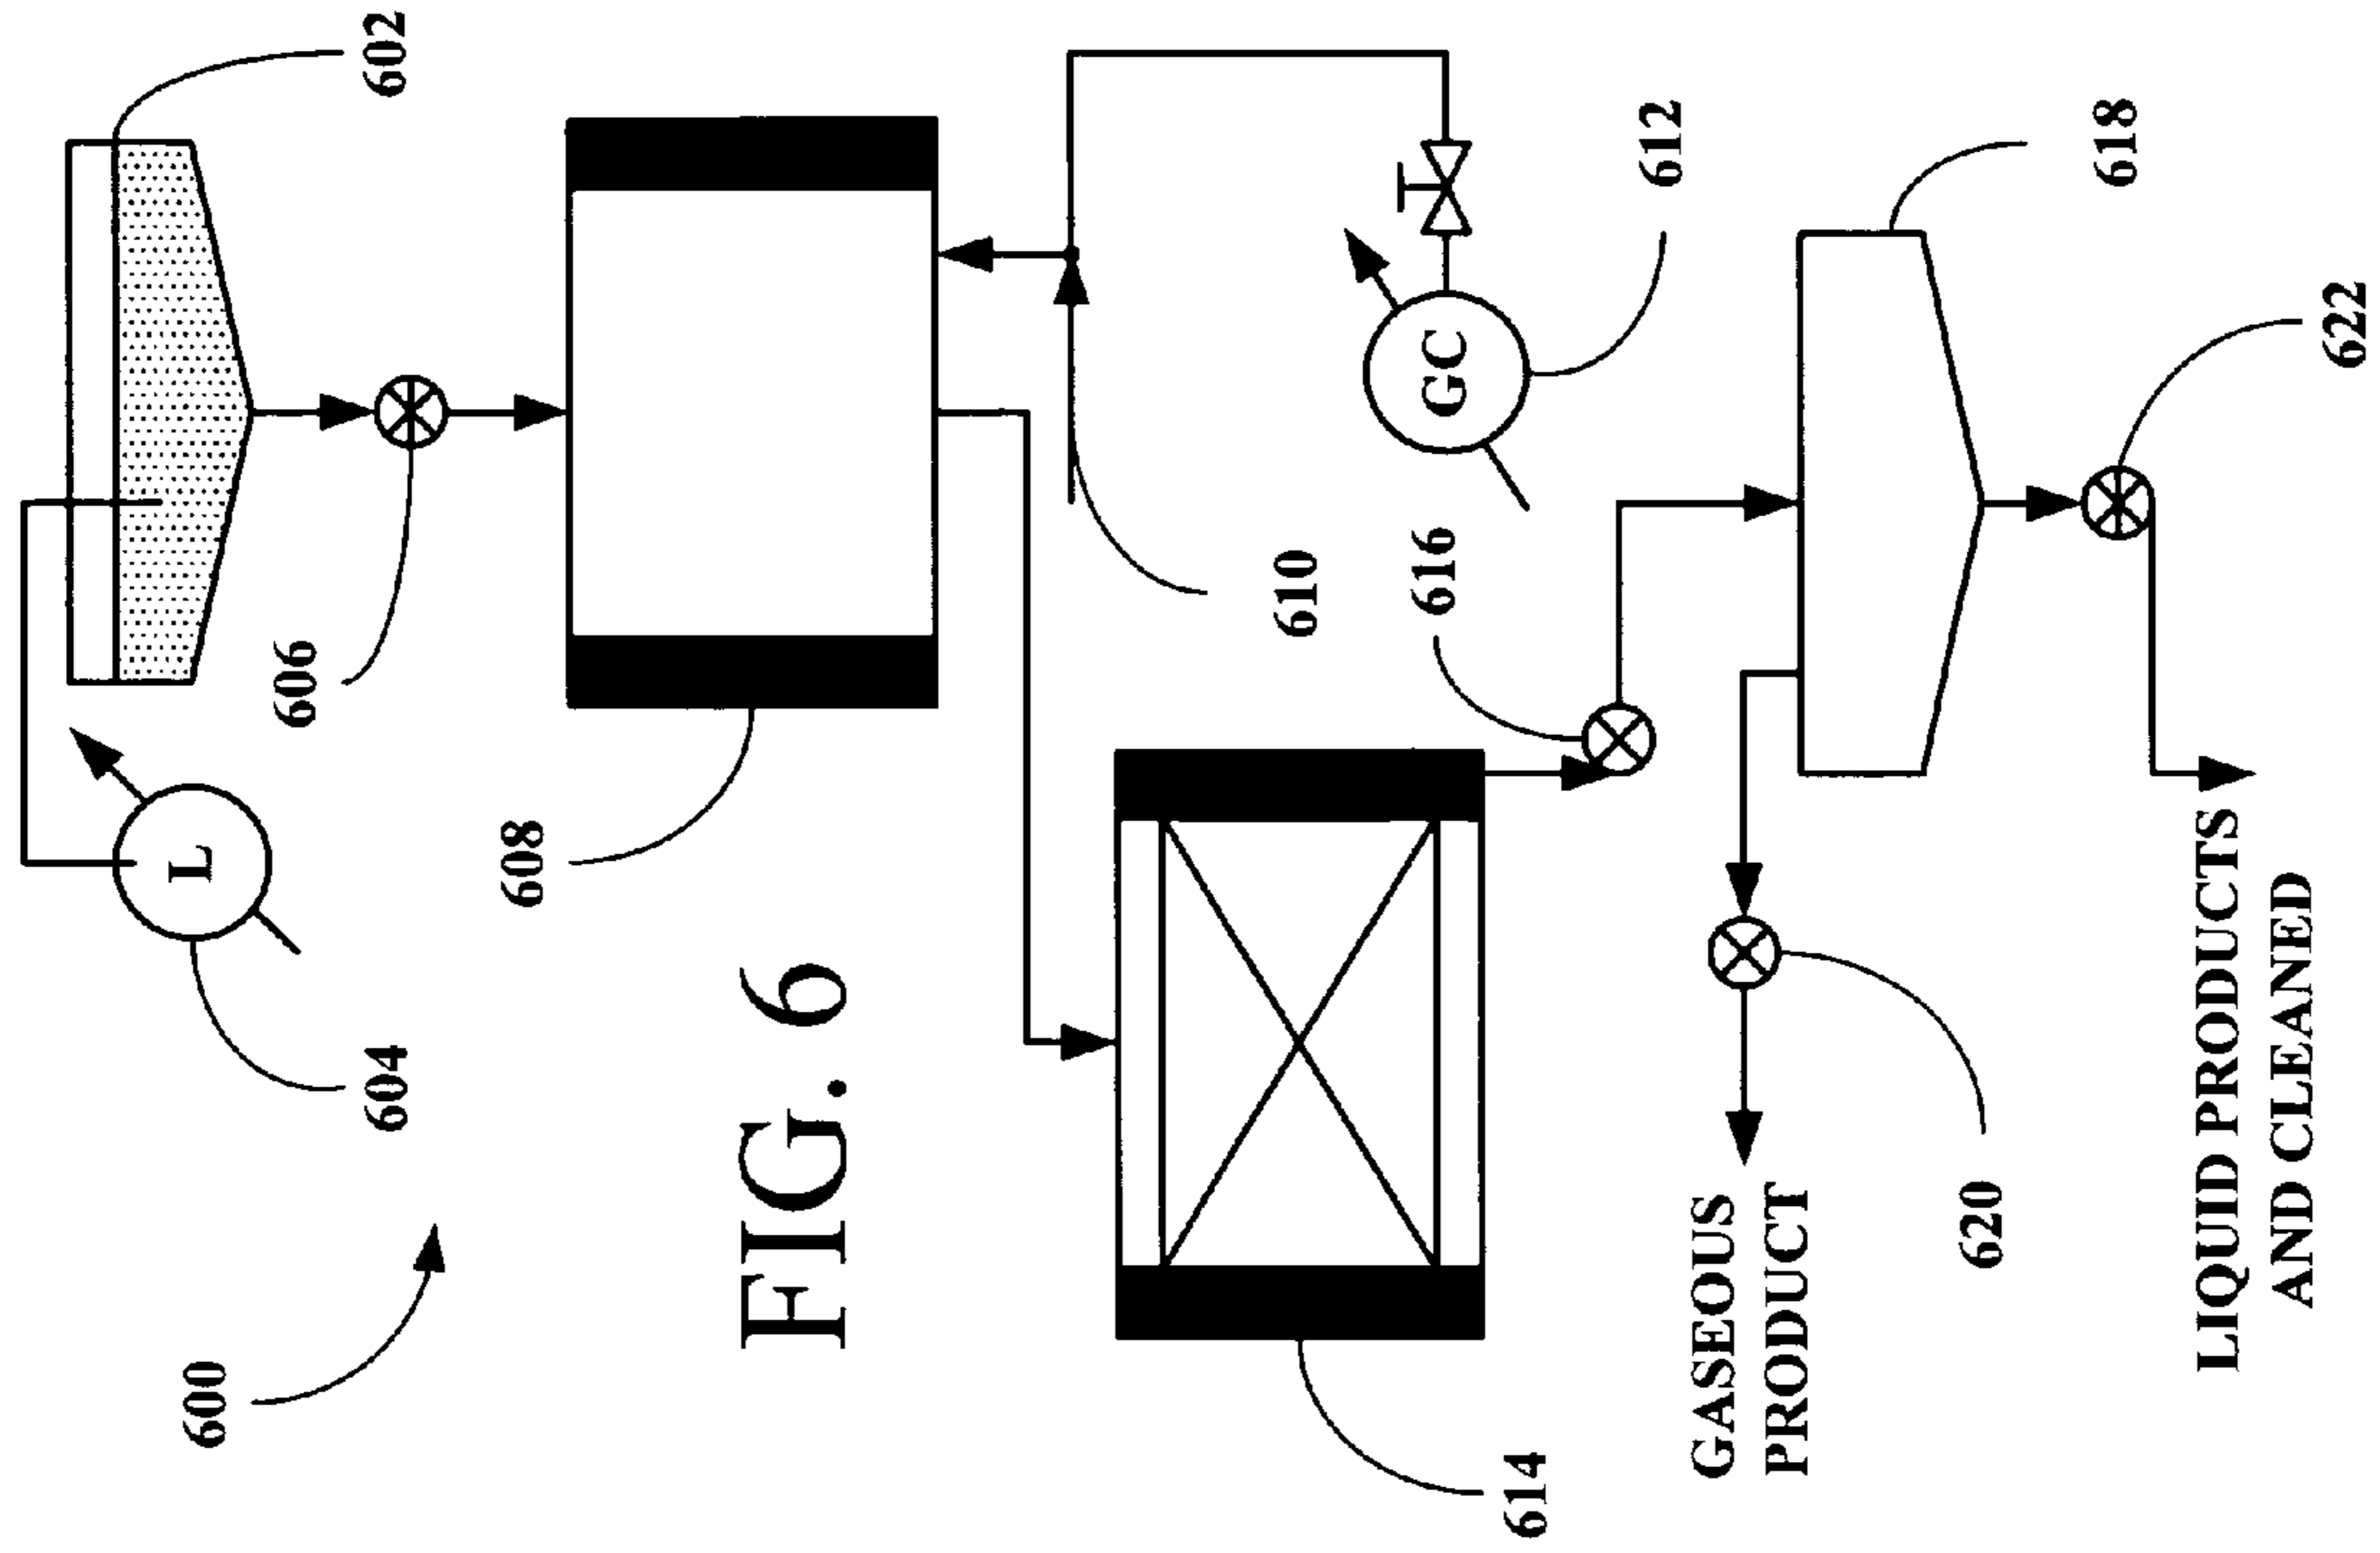 600
604
L
602
606
608
FIG. 6
610
GC
612
614
616
618
GASEOUS
PRODUCT
620
622
LIQUID PRODUCTS
AND CLEANED